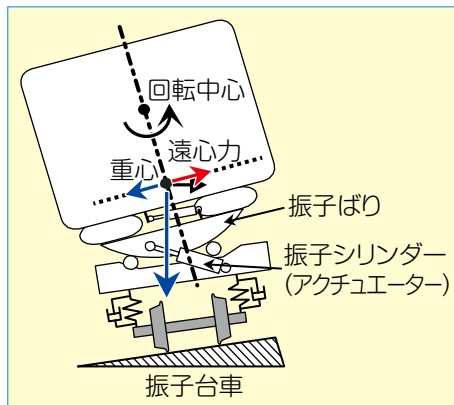 回転中心
重心
遠心力
振子ばり
振子シリンダー
(アクチュエーター)
振子台車